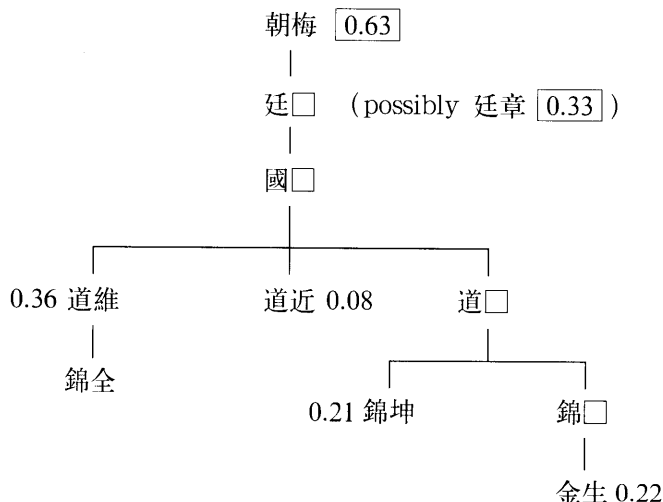 朝梅 0.63
廷□ (possibly 廷章 0.33)
國□
0.36 道維 道近 0.08 道□
錦全 0.21 錦坤 錦□
金生 0.22